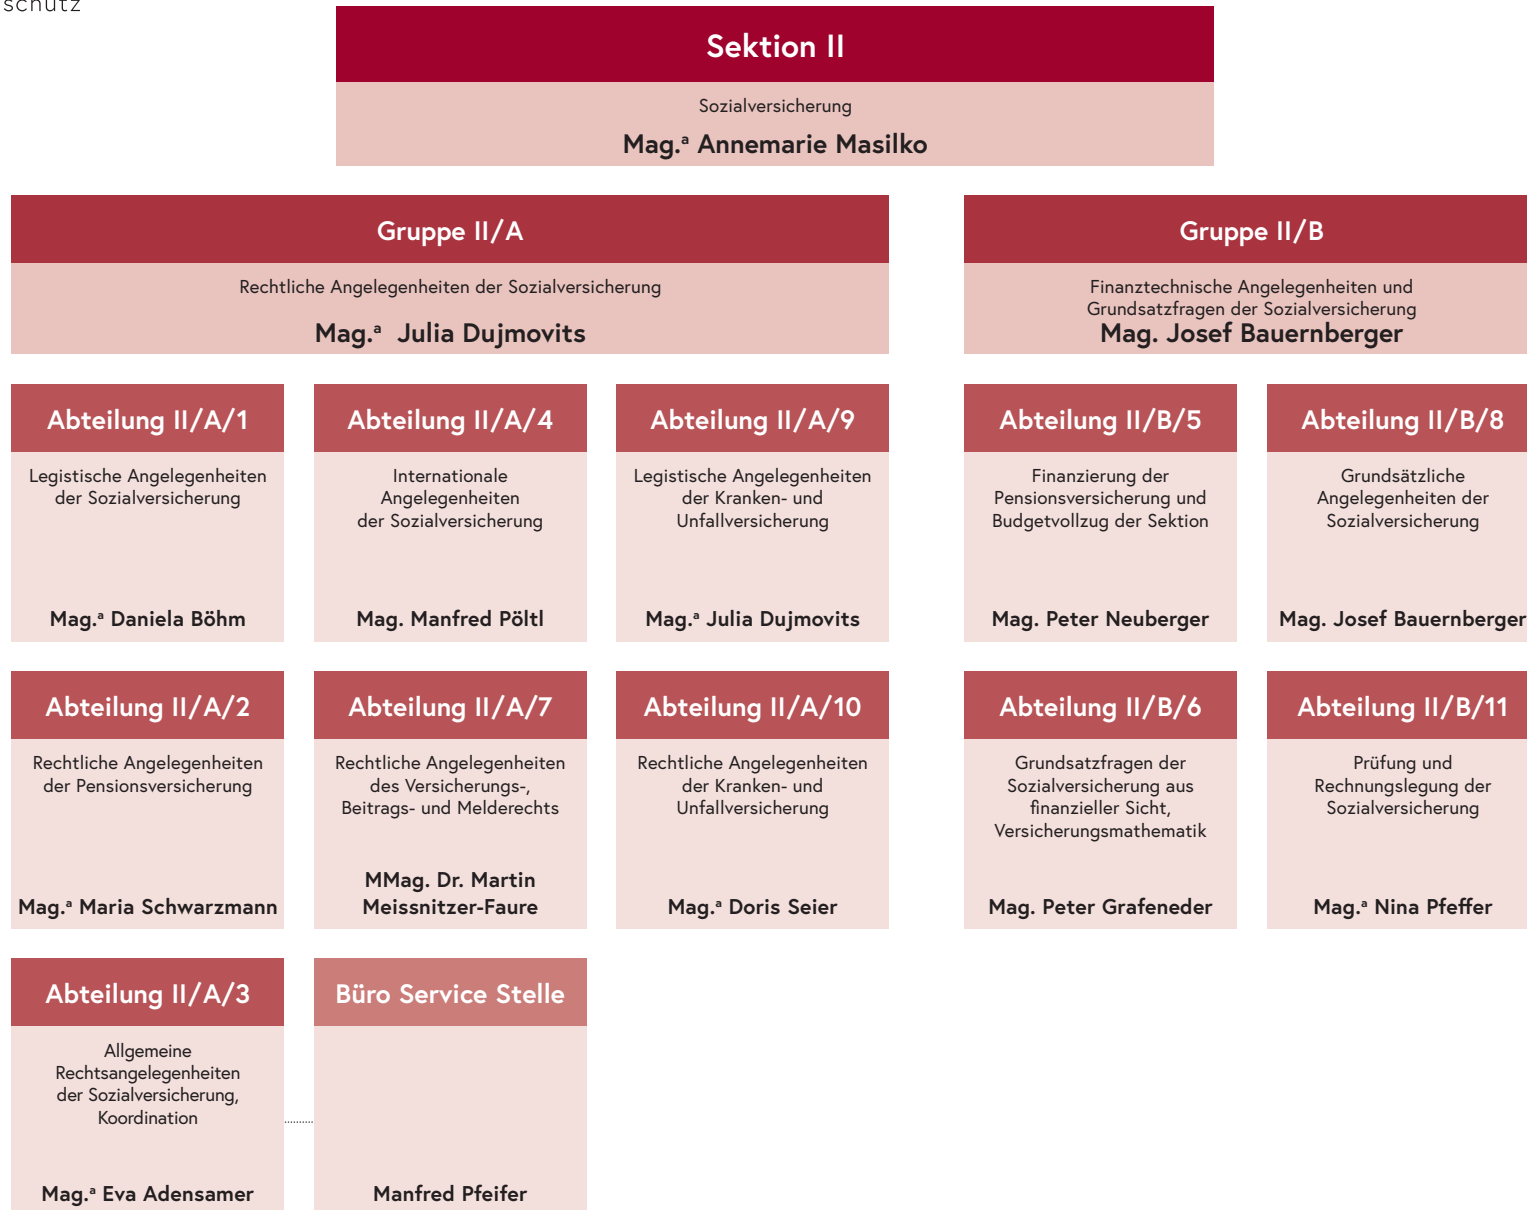 schutz
Sektion II
Sozialversicherung
Mag.ᵃ Annemarie Masilko
Gruppe II/A
Rechtliche Angelegenheiten der Sozialversicherung
Mag.ᵃ Julia Dujmovits
Gruppe II/B
Finanztechnische Angelegenheiten und
Grundsatzfragen der Sozialversicherung
Mag. Josef Bauernberger
Abteilung II/A/1
Legistische Angelegenheiten
der Sozialversicherung
Mag.ᵃ Daniela Böhm
Abteilung II/A/4
Internationale
Angelegenheiten
der Sozialversicherung
Mag. Manfred Pöltl
Abteilung II/A/9
Legistische Angelegenheiten
der Kranken- und
Unfallversicherung
Mag.ᵃ Julia Dujmovits
Abteilung II/B/5
Finanzierung der
Pensionsversicherung und
Budgetvollzug der Sektion
Mag. Peter Neuberger
Abteilung II/B/8
Grundsätzliche
Angelegenheiten der
Sozialversicherung
Mag. Josef Bauernberger
Abteilung II/A/2
Rechtliche Angelegenheiten
der Pensionsversicherung
Mag.ᵃ Maria Schwarzmann
Abteilung II/A/7
Rechtliche Angelegenheiten
des Versicherungs-,
Beitrags- und Melderechts
MMag. Dr. Martin
Meissnitzer-Faure
Abteilung II/A/10
Rechtliche Angelegenheiten
der Kranken- und
Unfallversicherung
Mag.ᵃ Doris Seier
Abteilung II/B/6
Grundsatzfragen der
Sozialversicherung aus
finanzieller Sicht,
Versicherungsmathematik
Mag. Peter Grafeneder
Abteilung II/B/11
Prüfung und
Rechnungslegung der
Sozialversicherung
Mag.ᵃ Nina Pfeffer
Abteilung II/A/3
Allgemeine
Rechtsangelegenheiten
der Sozialversicherung,
Koordination
Mag.ᵃ Eva Adensamer
Büro Service Stelle
Manfred Pfeifer